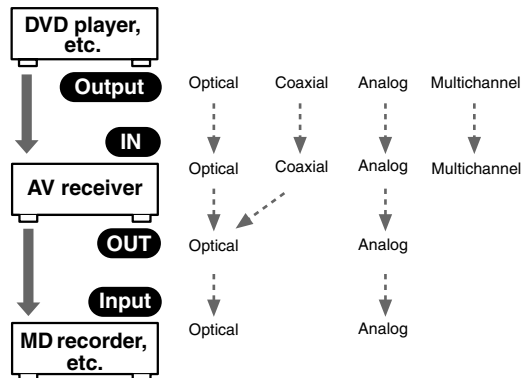 DVD player,
etc.
Output Optical Coaxial Analog Multichannel
IN
Optical Coaxial Analog Multichannel
AV receiver
OUT Optical Analog
Input
Optical Analog
MD recorder,
etc.